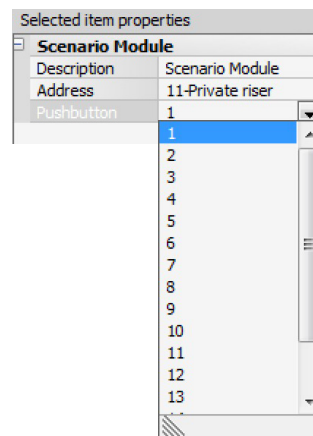 Selected item properties
Scenario Module
Description Scenario Module
Address 11-Private riser
Pushbutton 1
1
2
3
4
5
6
7
8
9
10
11
12
13